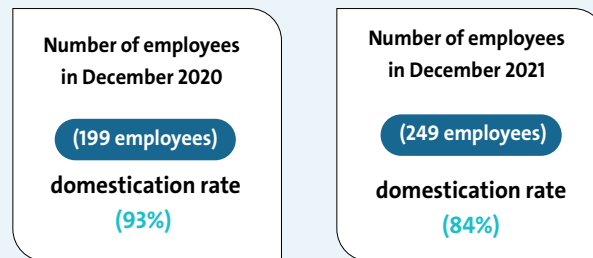 Number of employees
in December 2020
(199 employees)
domestication rate
(93%)
Number of employees
in December 2021
(249 employees)
domestication rate
(84%)